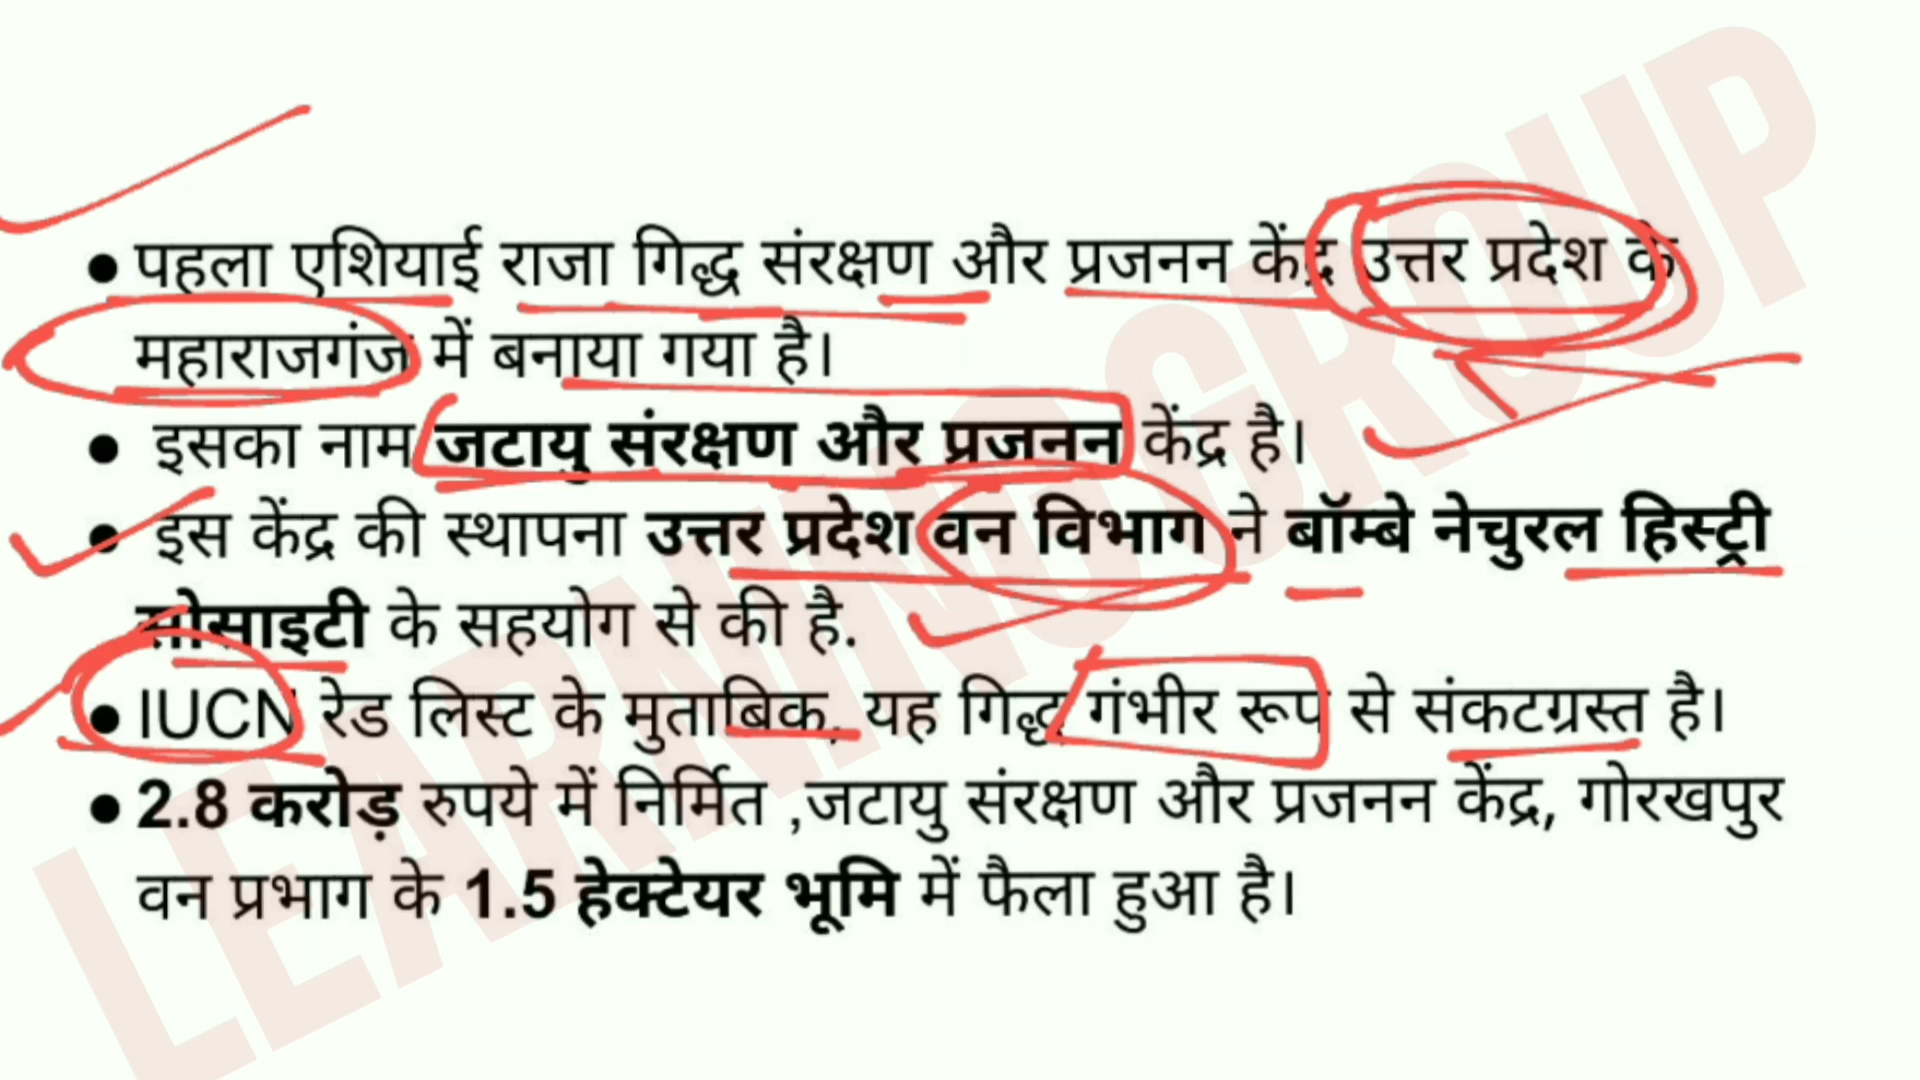 ● पहला एशियाई राजा गिद्ध संरक्षण और प्रजनन केंद्र उत्तर प्रदेश के
महाराजगंज में बनाया गया है।
● इसका नाम जटायु संरक्षण और प्रजनन केंद्र है।
● इस केंद्र की स्थापना उत्तर प्रदेश वन विभाग ने बॉम्बे नेचुरल हिस्ट्री
सोसाइटी के सहयोग से की है.
● IUCN रेड लिस्ट के मुताबिक, यह गिद्ध गंभीर रूप से संकटग्रस्त है।
● 2.8 करोड़ रुपये में निर्मित ,जटायु संरक्षण और प्रजनन केंद्र, गोरखपुर
वन प्रभाग के 1.5 हेक्टेयर भूमि में फैला हुआ है।
LEARNING GROUP